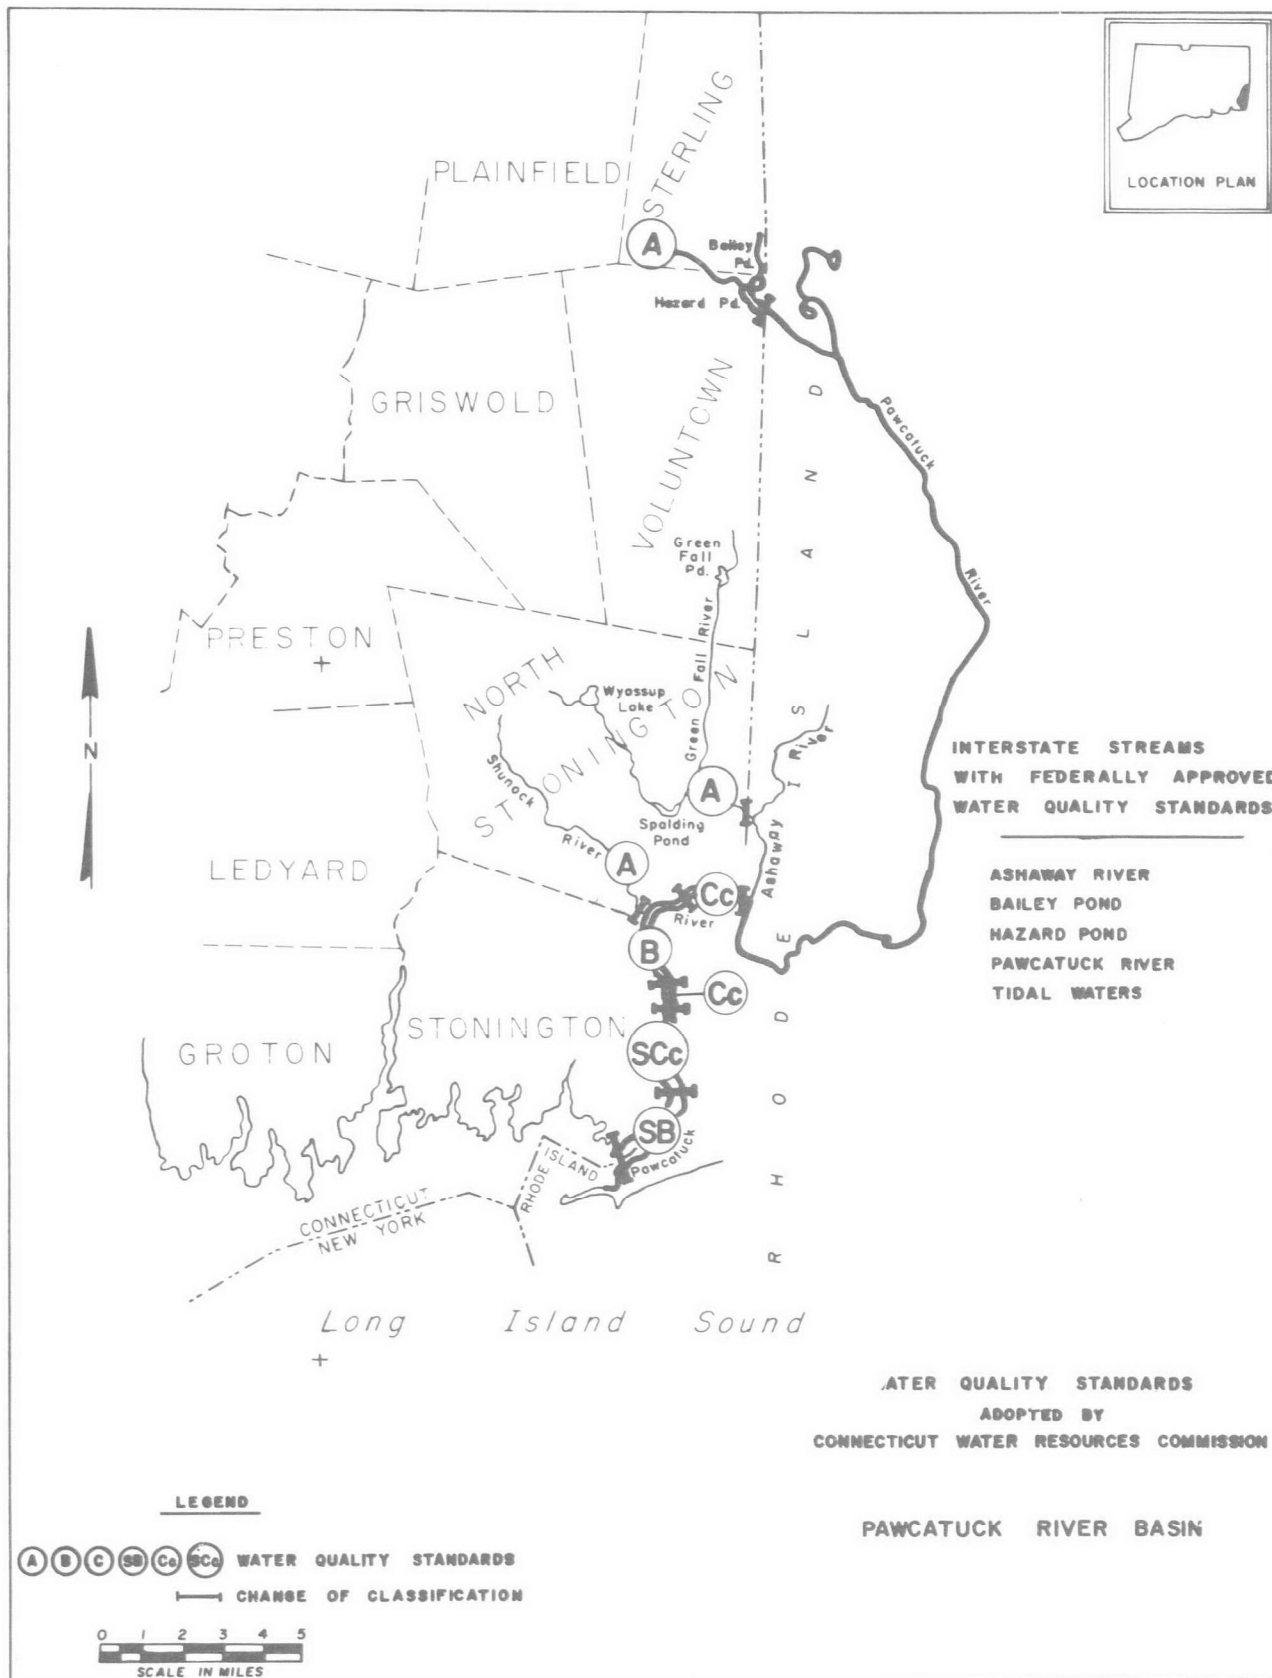 LOCATION PLAN
STERLING
PLAINFIELD
A
Bailey
Pd.
Hazard Pd.
GRISWOLD
VOLUNTOWN
Pawcatuck
River
Green
Fall
Pd.
PRESTON
Green Fall River
NORTH
STONINGTON
Wyassup
Lake
N
Shunock
River
A
Spalding
Pond
River
Ashaway
INTERSTATE STREAMS
WITH FEDERALLY APPROVED
WATER QUALITY STANDARDS
ASHAWAY RIVER
BAILEY POND
HAZARD POND
PAWCATUCK RIVER
TIDAL WATERS
LEDYARD
A
Cc
River
B
Cc
STONINGTON
GROTON
SCc
SB
Pawcatuck
RHODE ISLAND
RHODE ISLAND
CONNECTICUT
NEW YORK
Long Island Sound
ATER QUALITY STANDARDS
ADOPTED BY
CONNECTICUT WATER RESOURCES COMMISSION
PAWCATUCK RIVER BASIN
LEGEND
A B C SB Cc SCc WATER QUALITY STANDARDS
CHANGE OF CLASSIFICATION
0 1 2 3 4 5
SCALE IN MILES